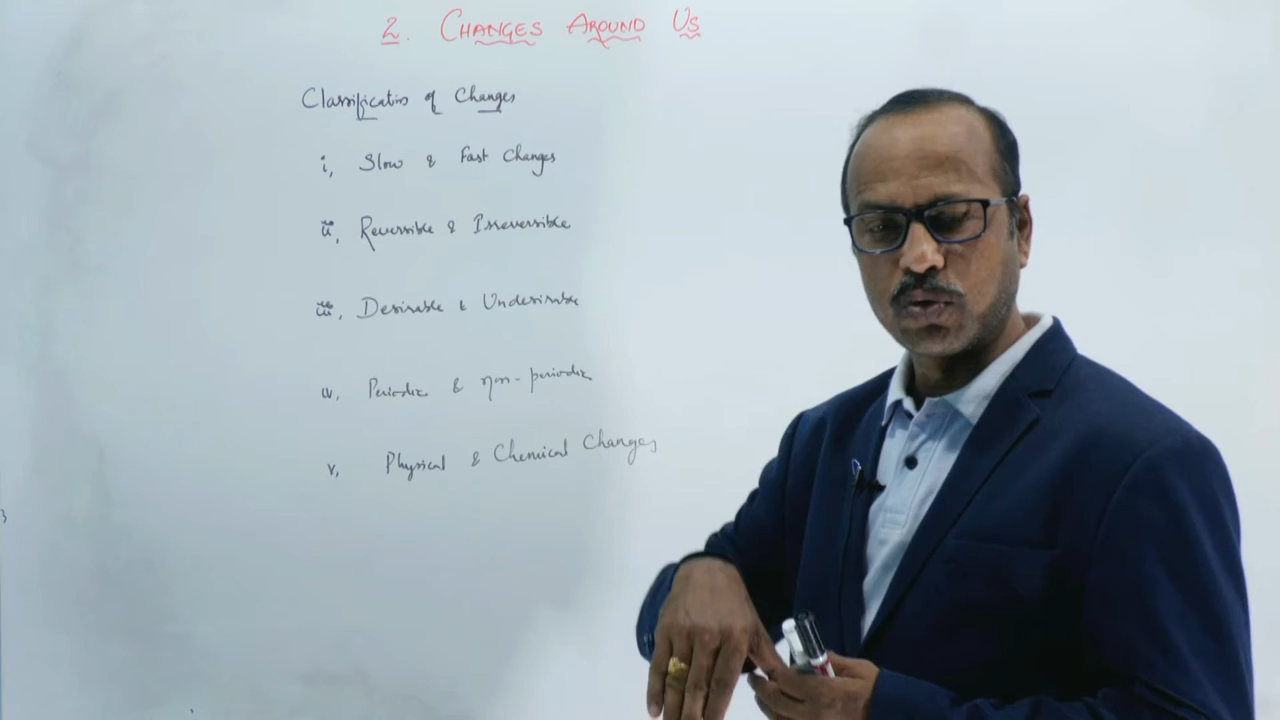 2. CHANGES AROUND US
Classification of Changes
i, Slow & Fast Changes
ii, Reversible & Irreversible
iii, Desirable & Undesirable
iv, Periodic & non-periodic
v, Physical & Chemical Changes